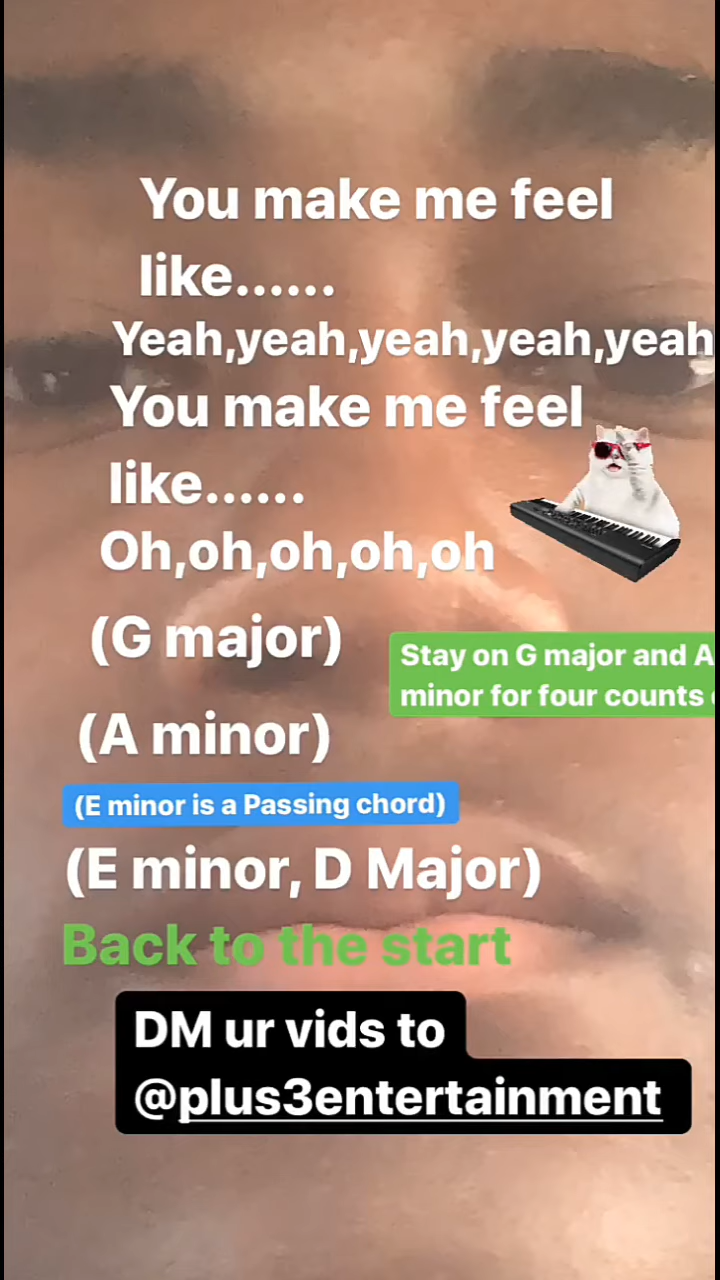 You make me feel
like......
Yeah,yeah,yeah,yeah,yeah
You make me feel
like......
Oh,oh,oh,oh,oh
(G major)
Stay on G major and A
minor for four counts
(A minor)
(E minor is a Passing chord)
(E minor, D Major)
Back to the start
DM ur vids to
@plus3entertainment